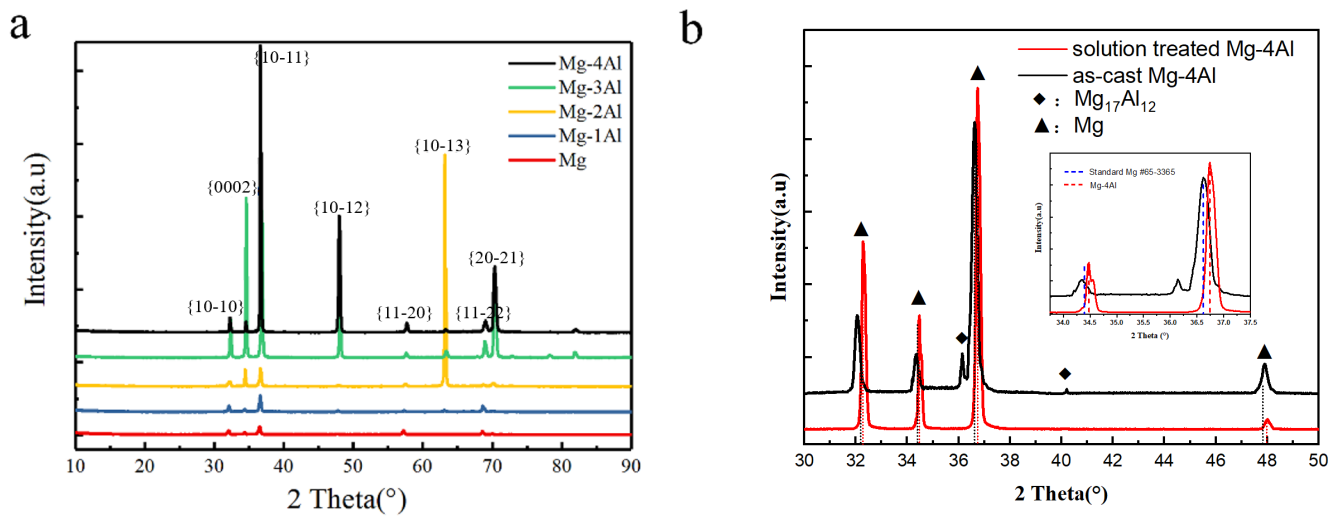 a
{10-11}
Mg-4Al
Mg-3Al
Mg-2Al
Mg-1Al
Mg
{10-13}
{0002}
{10-12}
{20-21}
{10-10}
{11-20}
{11-22}
Intensity(a.u)
10 20 30 40 50 60 70 80 90
2 Theta(°)
b
solution treated Mg-4Al
as-cast Mg-4Al
◆ : Mg₁₇Al₁₂
▲ : Mg
Standard Mg #65-3365
Mg-4Al
Intensity(a.u)
34.0 34.5 35.0 35.5 36.0 36.5 37.0 37.5
2 Theta (°)
Intensity(a.u)
30 32 34 36 38 40 42 44 46 48 50
2 Theta(°)